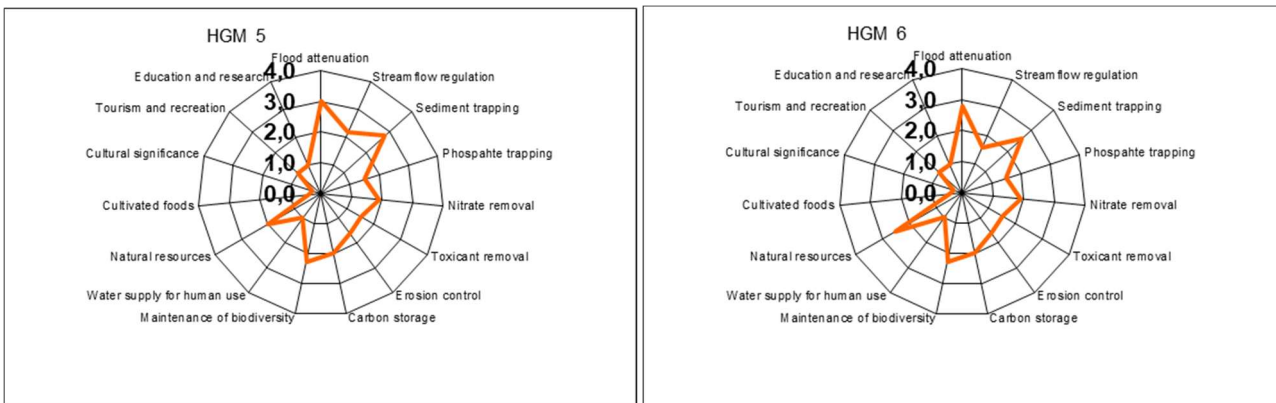 HGM 5
Flood attenuation
Streamflow regulation
Sediment trapping
Phospahte trapping
Nitrate removal
Toxicant removal
Erosion control
Carbon storage
Maintenance of biodiversity
Water supply for human use
Natural resources
Cultivated foods
Cultural significance
Tourism and recreation
Education and research
4,0
3,0
2,0
1,0
0,0
HGM 6
Flood attenuation
Streamflow regulation
Sediment trapping
Phospahte trapping
Nitrate removal
Toxicant removal
Erosion control
Carbon storage
Maintenance of biodiversity
Water supply for human use
Natural resources
Cultivated foods
Cultural significance
Tourism and recreation
Education and research
4,0
3,0
2,0
1,0
0,0